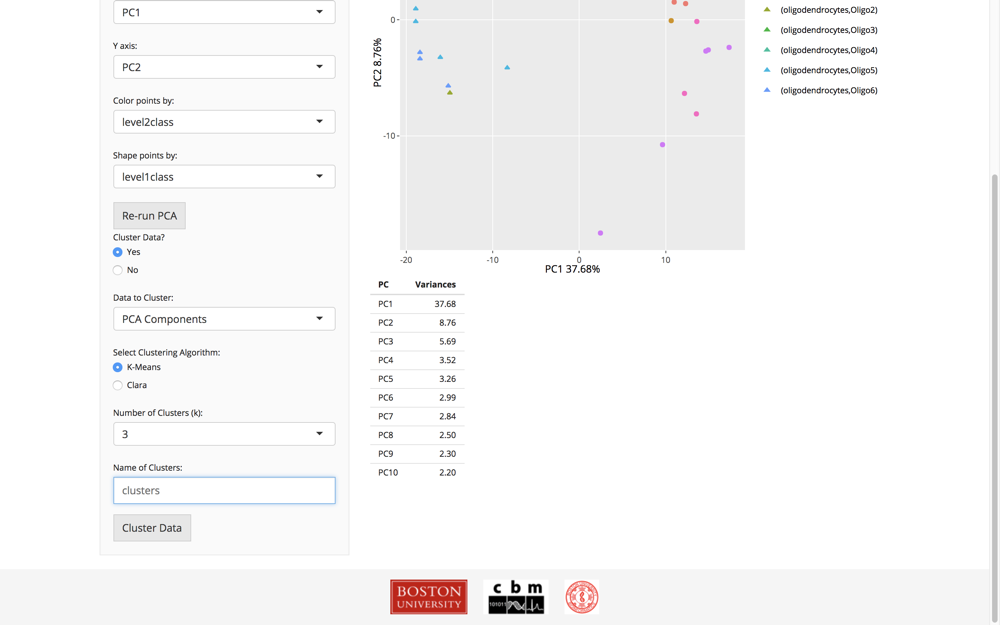 PC1
Y axis:
PC2
Color points by:
level2class
Shape points by:
level1class
Re-run PCA
Cluster Data?
Yes
No
Data to Cluster:
PCA Components
Select Clustering Algorithm:
K-Means
Clara
Number of Clusters (k):
3
Name of Clusters:
clusters
Cluster Data
PC2 8.76%
0
-10
-20 -10 0 10
PC1 37.68%
(oligodendrocytes,Oligo2)
(oligodendrocytes,Oligo3)
(oligodendrocytes,Oligo4)
(oligodendrocytes,Oligo5)
(oligodendrocytes,Oligo6)
PC Variances
PC1 37.68
PC2 8.76
PC3 5.69
PC4 3.52
PC5 3.26
PC6 2.99
PC7 2.84
PC8 2.50
PC9 2.30
PC10 2.20
BOSTON
UNIVERSITY
cbm